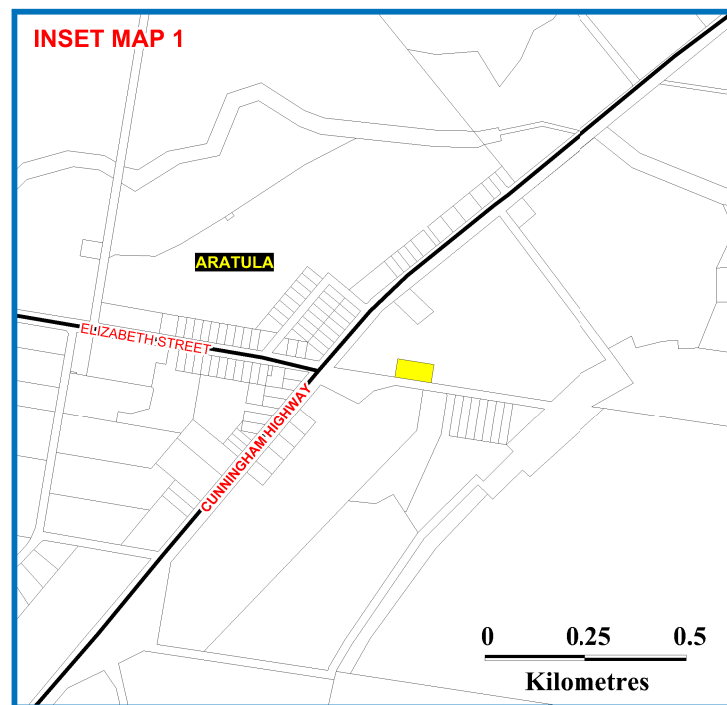 INSET MAP 1
ARATULA
ELIZABETH STREET
CUNNINGHAM HIGHWAY
0 0.25 0.5
Kilometres